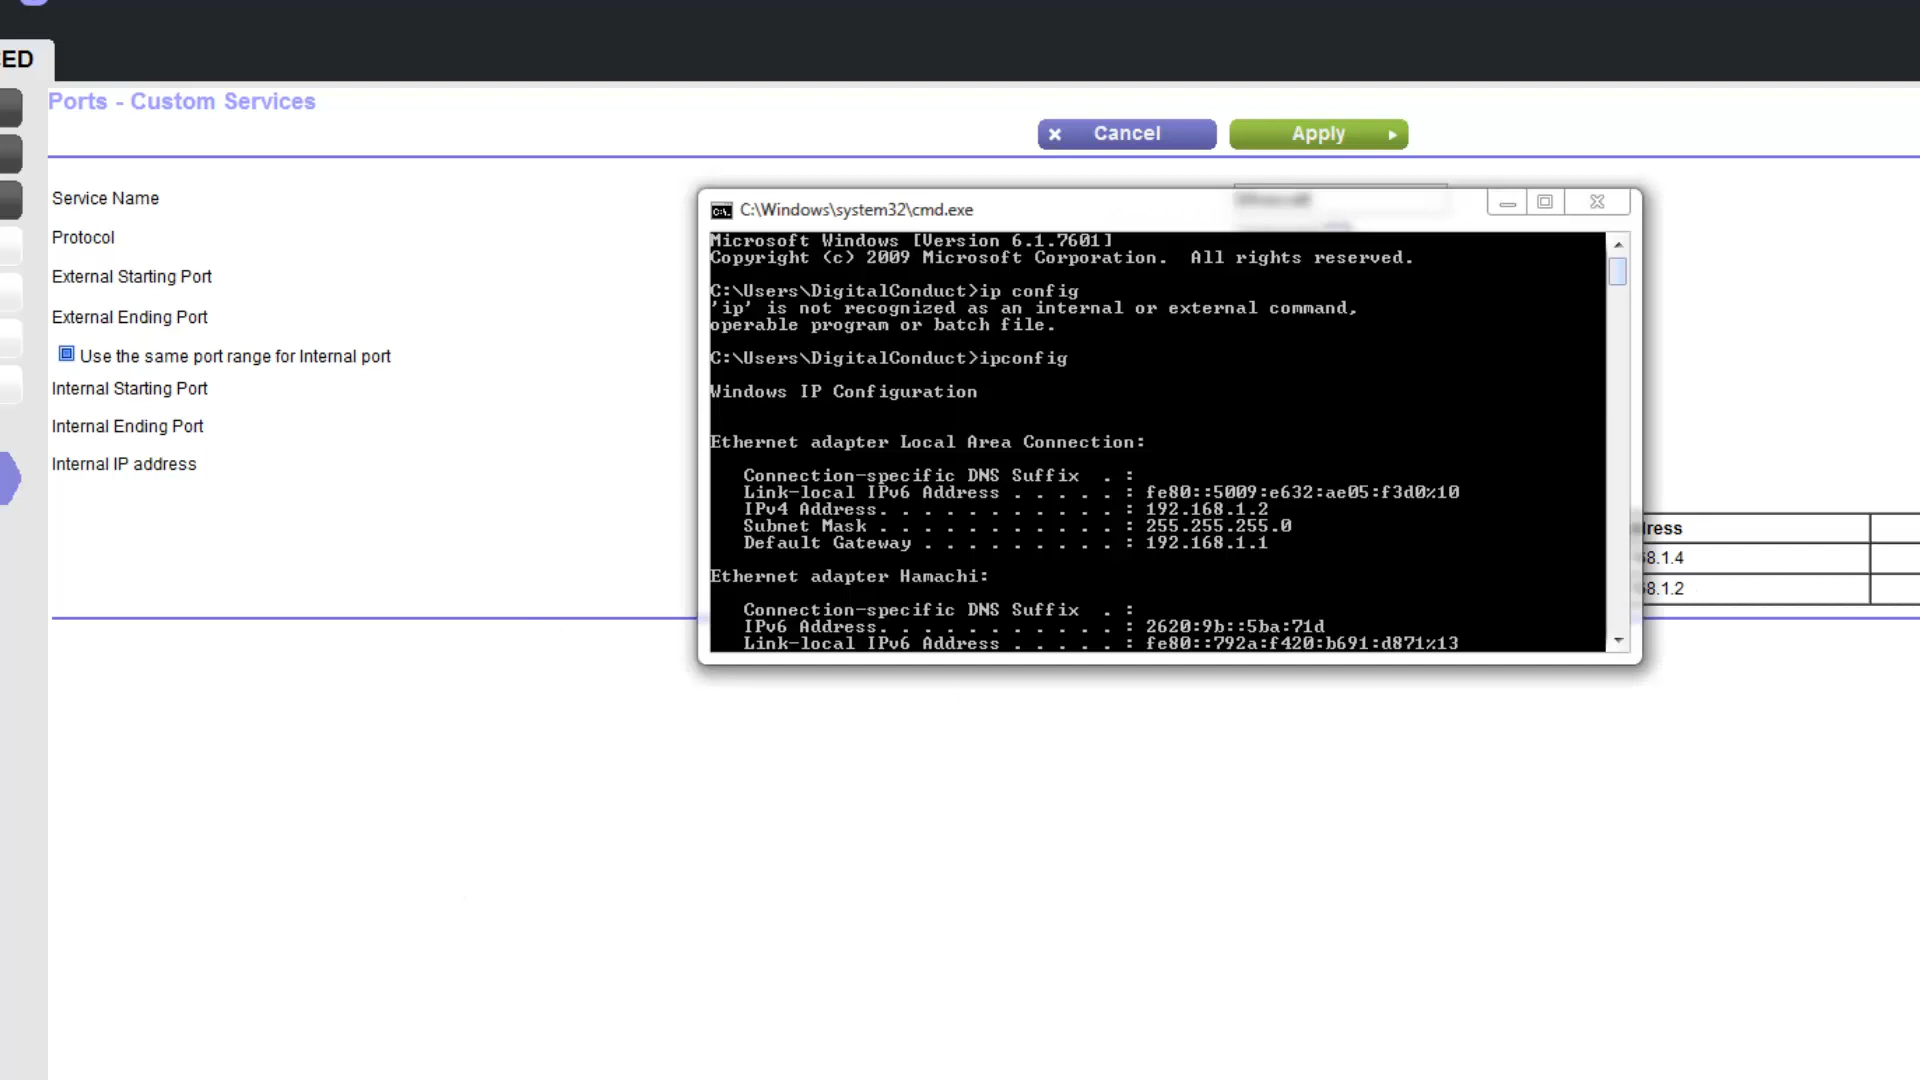 ED
Ports - Custom Services
Cancel
Apply
Service Name
Protocol
External Starting Port
External Ending Port
Use the same port range for Internal port
Internal Starting Port
Internal Ending Port
Internal IP address
C:\Windows\system32\cmd.exe
Microsoft Windows [Version 6.1.7601]
Copyright (c) 2009 Microsoft Corporation.  All rights reserved.
C:\Users\DigitalConduct>ip config
'ip' is not recognized as an internal or external command,
operable program or batch file.
C:\Users\DigitalConduct>ipconfig
Windows IP Configuration
Ethernet adapter Local Area Connection:
Connection-specific DNS Suffix  . :
Link-local IPv6 Address . . . . . : fe80::5009:e632:ae05:f3d0%10
IPv4 Address. . . . . . . . . . . : 192.168.1.2
Subnet Mask . . . . . . . . . . . : 255.255.255.0
Default Gateway . . . . . . . . . : 192.168.1.1
Ethernet adapter Hamachi:
Connection-specific DNS Suffix  . :
IPv6 Address. . . . . . . . . . . : 2620:9b::5ba:71d
Link-local IPv6 Address . . . . . : fe80::792a:f420:b691:d871%13
dress
8.1.4
8.1.2